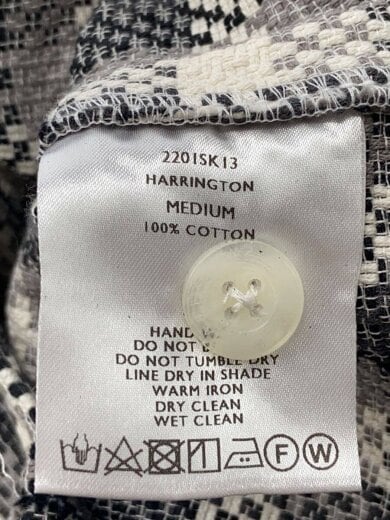 2201SK13
HARRINGTON
MEDIUM
100% COTTON
HAND
DO NOT
DO NOT TUMBLE DRY
LINE DRY IN SHADE
WARM IRON
DRY CLEAN
WET CLEAN
F W